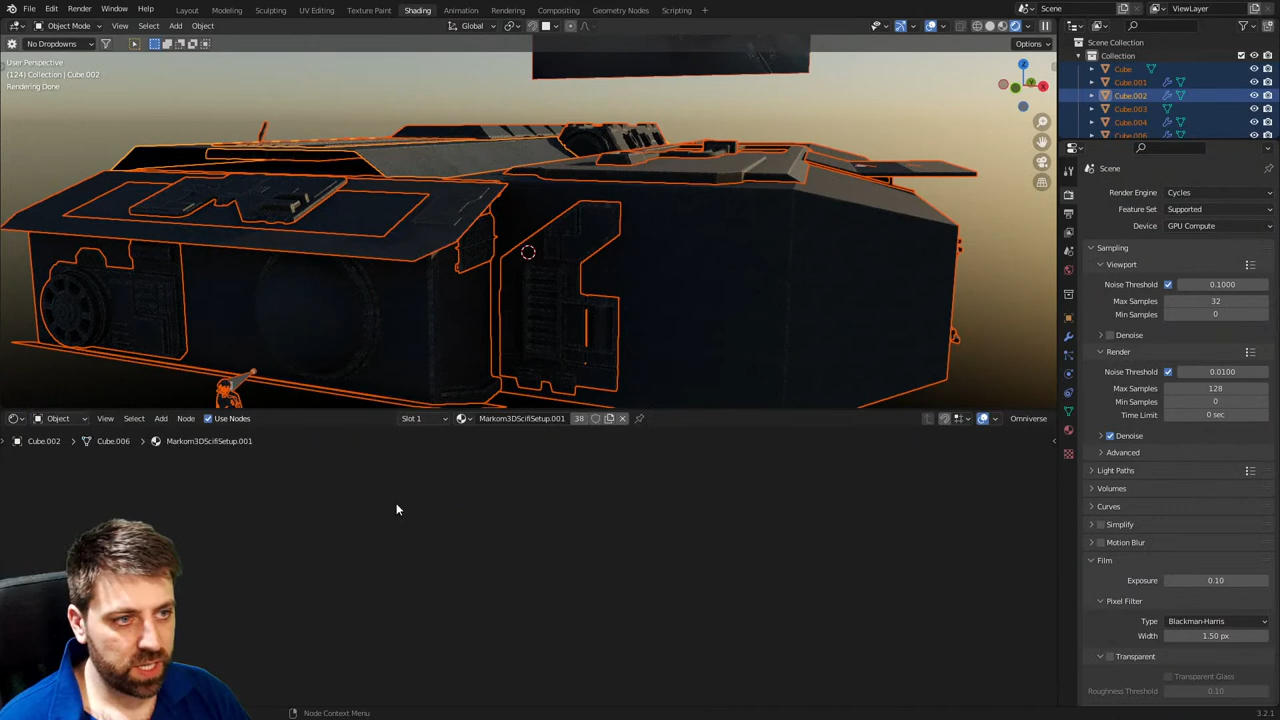 File Edit Render Window Help Layout Modeling Sculpting UV Editing Texture Paint Shading Animation Rendering Compositing Geometry Nodes Scripting + Scene ViewLayer
Object Mode View Select Add Object Global
No Dropdowns Options
User Perspective
(124) Collection | Cube.002
Rendering Done
Z
Y
X
Scene Collection
Collection
Cube
Cube.001
Cube.002
Cube.003
Cube.004
Cube.006
Scene
Render Engine Cycles
Feature Set Supported
Device GPU Compute
Sampling
Viewport
Noise Threshold 0.1000
Max Samples 32
Min Samples 0
Denoise
Render
Noise Threshold 0.0100
Max Samples 128
Min Samples 0
Time Limit 0 sec
Denoise
Advanced
Light Paths
Volumes
Curves
Simplify
Motion Blur
Film
Exposure 0.10
Pixel Filter
Type Blackman-Harris
Width 1.50 px
Transparent
Transparent Glass
Roughness Threshold 0.10
Object View Select Add Node Use Nodes Slot 1 Markom3DScifiSetup.001 38 Omniverse
Cube.002 > Cube.006 > Markom3DScifiSetup.001
Node Context Menu
3.2.1